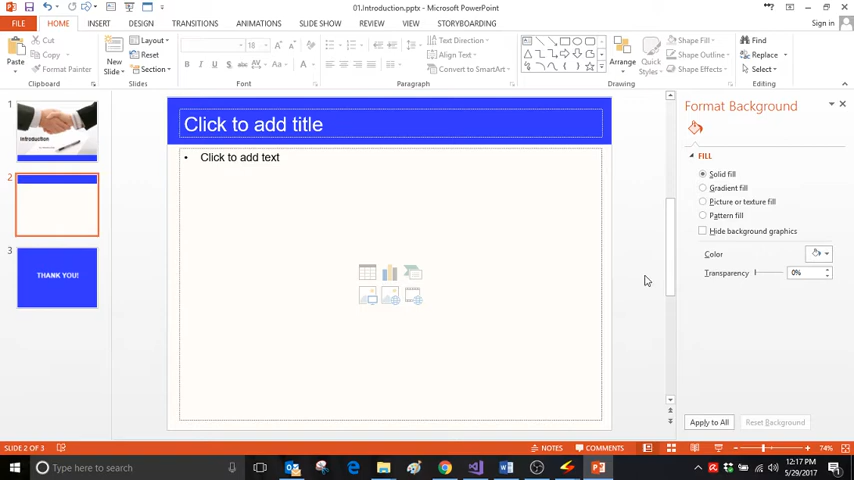 01.Introduction.pptx - PowerPoint
Sign in
FILE HOME INSERT DESIGN TRANSITIONS ANIMATIONS SLIDE SHOW REVIEW VIEW STORYBOARDING
Paste
Cut
Copy
Format Painter
Clipboard
New
Slide
Layout
Reset
Section
Slides
18
B I U S
Font
Text Direction
Align Text
Convert to SmartArt
Paragraph
Arrange
Quick
Styles
Shape Fill
Shape Outline
Shape Effects
Drawing
Find
Replace
Select
Editing
1
Introduction
2
3
THANK YOU!
Click to add title
• Click to add text
Format Background
FILL
Solid fill
Gradient fill
Picture or texture fill
Pattern fill
Hide background graphics
Color
Transparency
0%
Apply to All
Reset Background
SLIDE 2 OF 3
NOTES
COMMENTS
74%
Type here to search
12:17 PM
5/29/2017